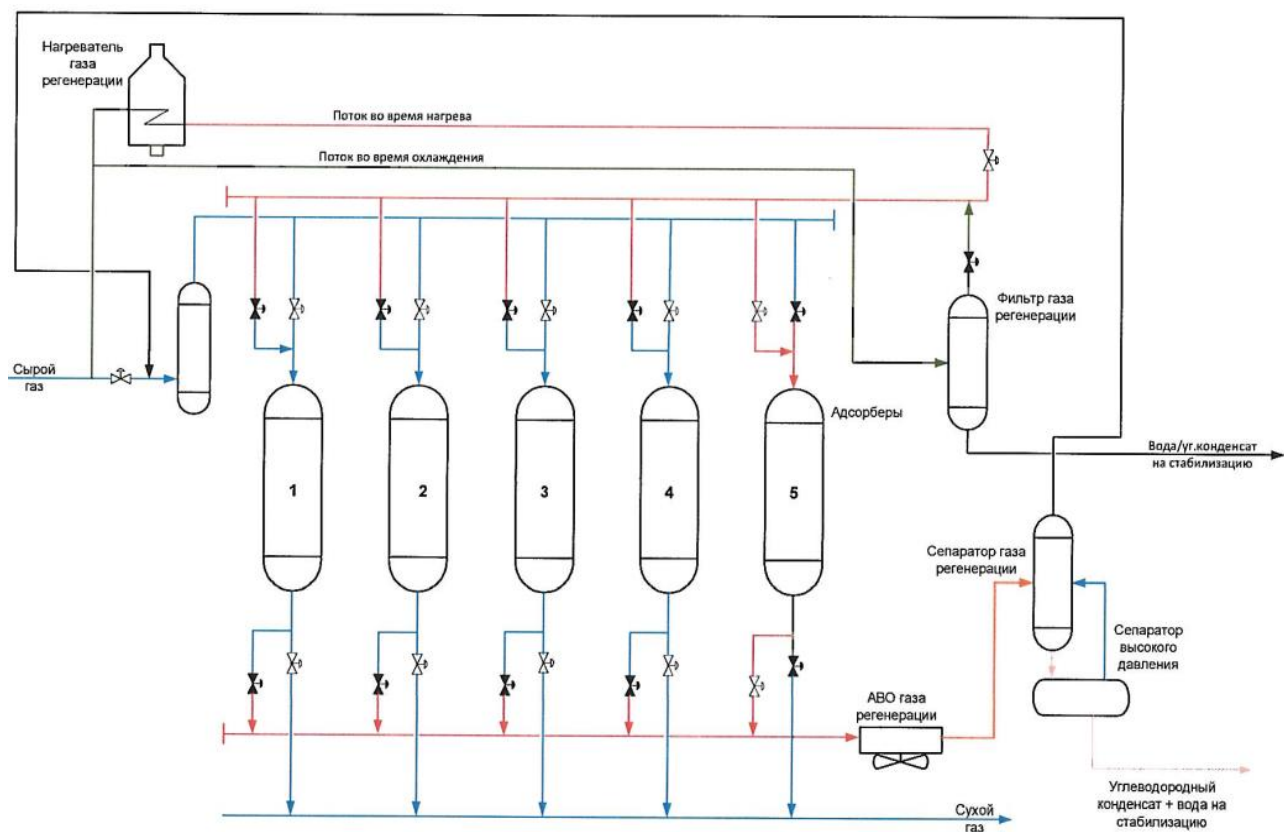 Нагреватель
газа
регенерации
Поток во время нагрева
Поток во время охлаждения
Фильтр газа
регенерации
Сырой
газ
Адсорберы
Вода/уг.конденсат
на стабилизацию
1
2
3
4
5
Сепаратор газа
регенерации
Сепаратор
высокого
давления
АВО газа
регенерации
Углеводородный
конденсат + вода на
стабилизацию
Сухой
газ